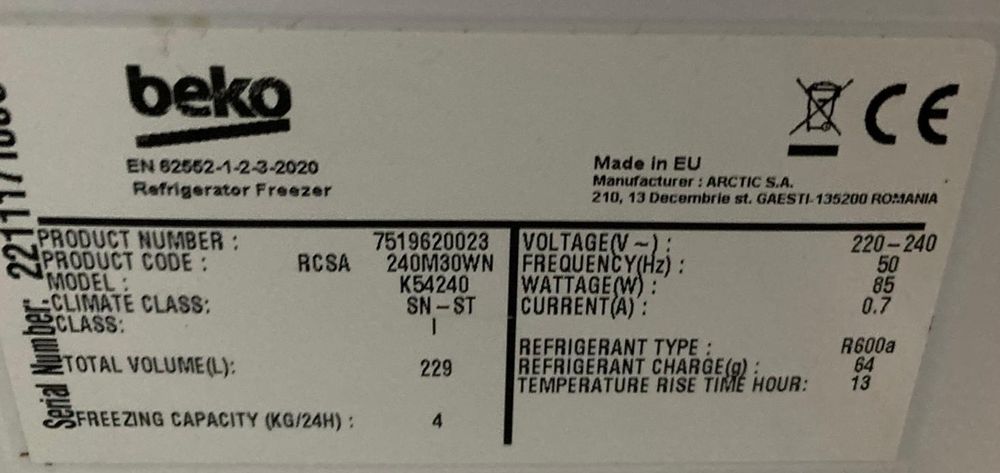 beko
CE
EN 62552-1-2-3-2020
Refrigerator Freezer
Made in EU
Manufacturer : ARCTIC S.A.
210, 13 Decembrie st. GAESTI-135200 ROMANIA
PRODUCT NUMBER : 7519620023
PRODUCT CODE : RCSA 240M30WN
MODEL : K54240
CLIMATE CLASS: SN-ST
CLASS: I
TOTAL VOLUME(L): 229
FREEZING CAPACITY (KG/24H) : 4
VOLTAGE(V ~) : 220-240
FREQUENCY(Hz) : 50
WATTAGE(W) : 85
CURRENT(A) : 0.7
REFRIGERANT TYPE : R600a
REFRIGERANT CHARGE(g) : 64
TEMPERATURE RISE TIME HOUR: 13
Serial Number: